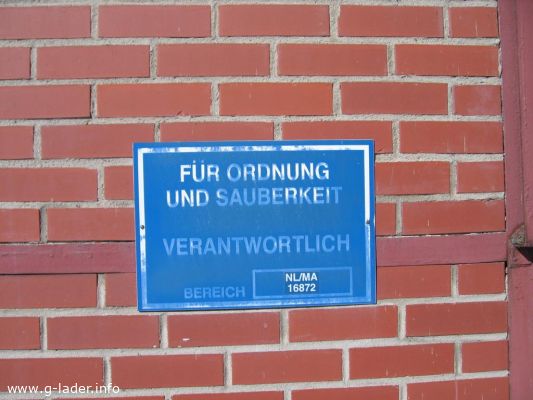 FÜR ORDNUNG
UND SAUBERKEIT
VERANTWORTLICH
BEREICH
NL/MA
16872
www.g-lader.info